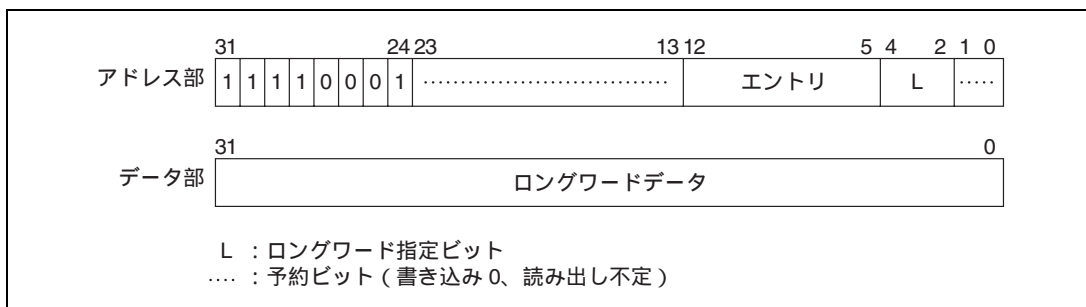 31 24 23 13 12 5 4 2 1 0
アドレス部 1 1 1 1 0 0 0 1 ‥‥‥‥‥‥‥‥‥‥ エントリ L ‥‥
31 0
データ部 ロングワードデータ
L :ロングワード指定ビット
‥‥ :予約ビット(書き込み 0、読み出し不定)